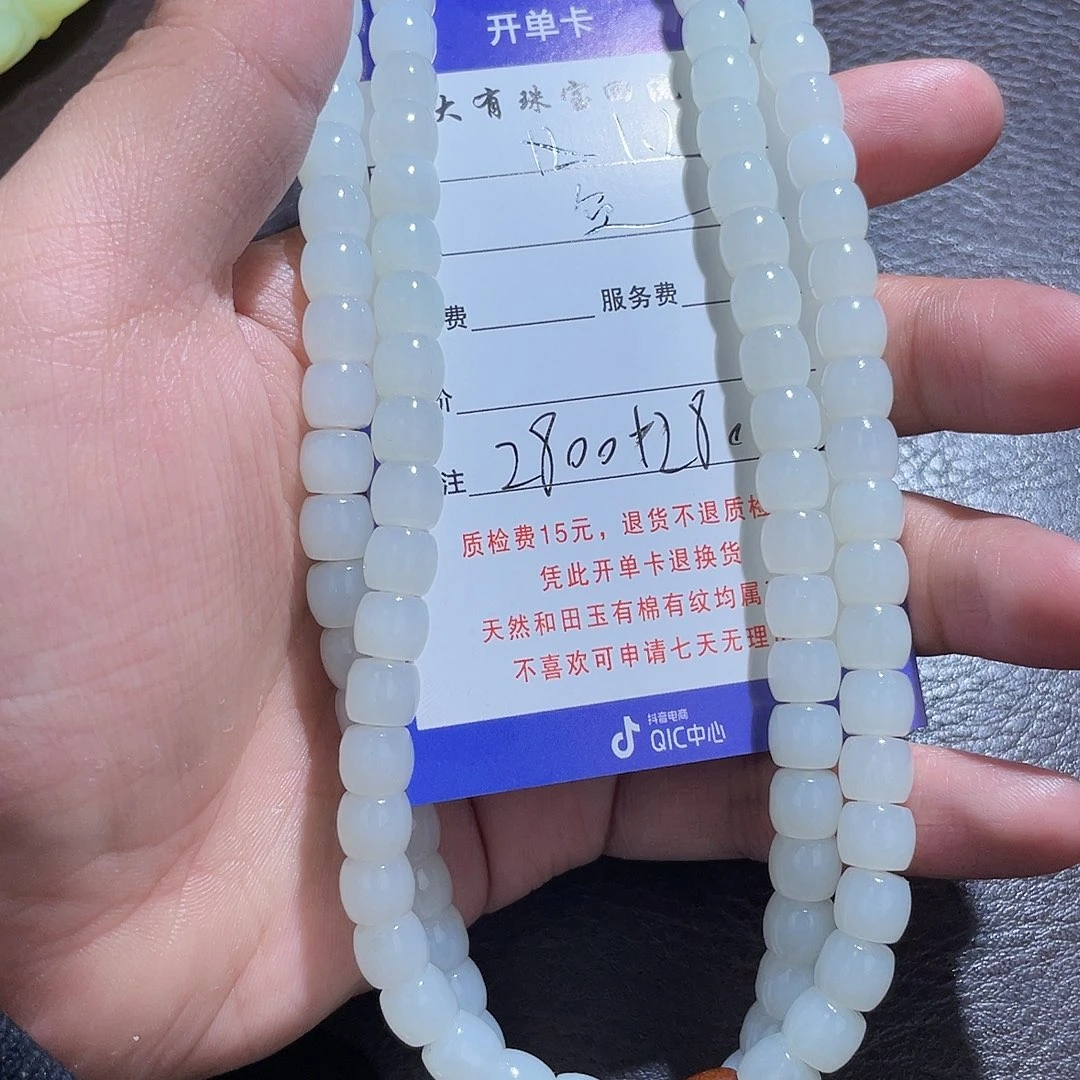 开单卡
大有珠宝
费 服务费
价
注 2800+280
质检费15元，退货不退质检
凭此开单卡退换货
天然和田玉有棉有纹均属
不喜欢可申请七天无理
抖音电商
QIC中心